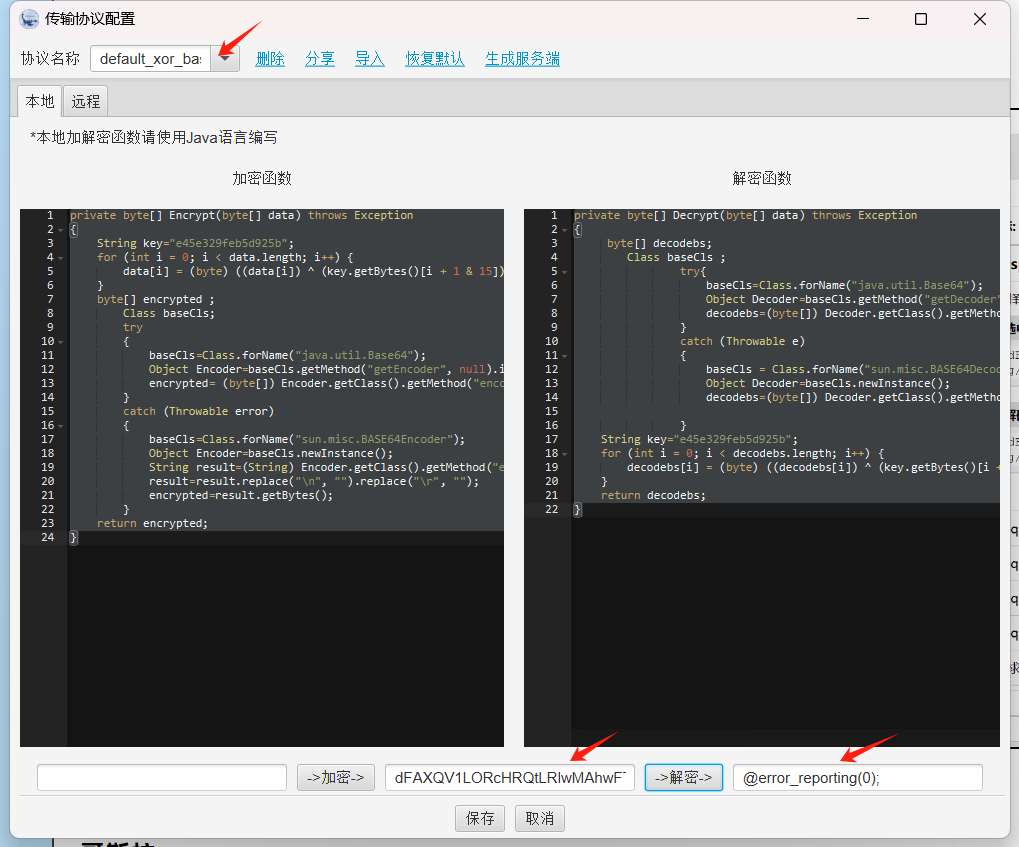 传输协议配置
协议名称 default_xor_bas 删除 分享 导入 恢复默认 生成服务端
本地 远程
*本地加解密函数请使用Java语言编写
加密函数
1 private byte[] Encrypt(byte[] data) throws Exception
2 {
3 String key="e45e329feb5d925b";
4 for (int i = 0; i < data.length; i++) {
5 data[i] = (byte) ((data[i]) ^ (key.getBytes()[i + 1 & 15])
6 }
7 byte[] encrypted ;
8 Class baseCls;
9 try
10 {
11 baseCls=Class.forName("java.util.Base64");
12 Object Encoder=baseCls.getMethod("getEncoder", null).i
13 encrypted= (byte[]) Encoder.getClass().getMethod("enco
14 }
15 catch (Throwable error)
16 {
17 baseCls=Class.forName("sun.misc.BASE64Encoder");
18 Object Encoder=baseCls.newInstance();
19 String result=(String) Encoder.getClass().getMethod("e
20 result=result.replace("\n", "").replace("\r", "");
21 encrypted=result.getBytes();
22 }
23 return encrypted;
24 }
解密函数
1 private byte[] Decrypt(byte[] data) throws Exception
2 {
3 byte[] decodebs;
4 Class baseCls ;
5 try{
6 baseCls=Class.forName("java.util.Base64");
7 Object Decoder=baseCls.getMethod("getDecoder"
8 decodebs=(byte[]) Decoder.getClass().getMetho
9 }
10 catch (Throwable e)
11 {
12 baseCls = Class.forName("sun.misc.BASE64Deco
13 Object Decoder=baseCls.newInstance();
14 decodebs=(byte[]) Decoder.getClass().getMetho
15
16 }
17 String key="e45e329feb5d925b";
18 for (int i = 0; i < decodebs.length; i++) {
19 decodebs[i] = (byte) ((decodebs[i]) ^ (key.getBytes()[i +
20 }
21 return decodebs;
22 }
->加密-> dFAXQV1LORcHRQtLRlwMAhwFT ->解密-> @error_reporting(0);
保存 取消